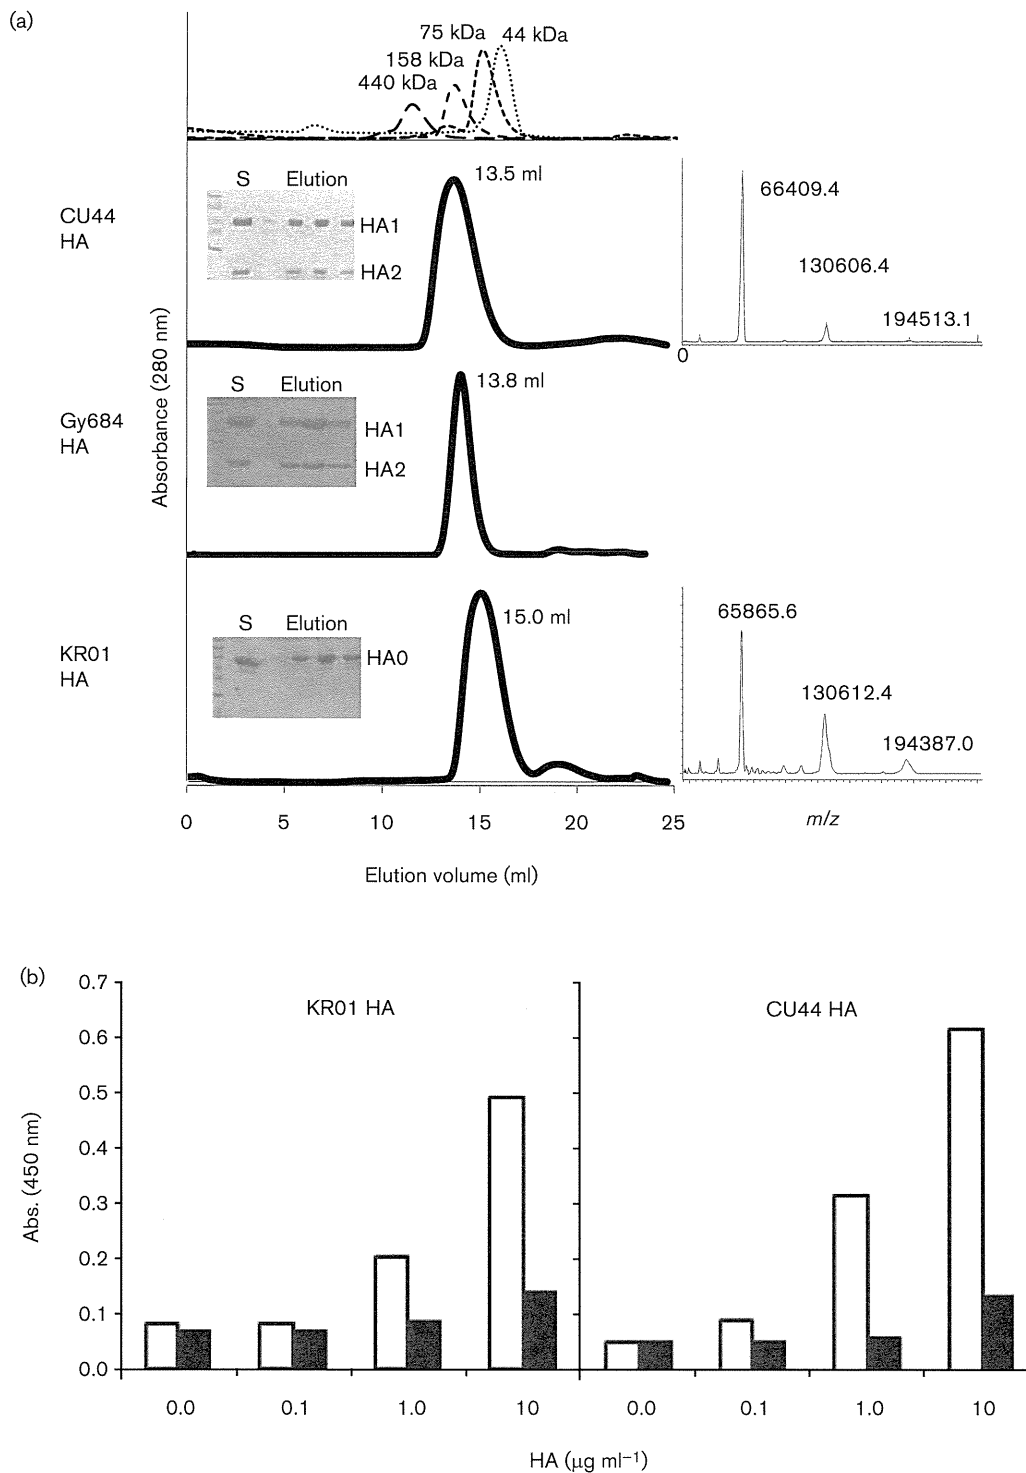 (a)
75 kDa
44 kDa
158 kDa
440 kDa
CU44
HA
S Elution
HA1
HA2
13.5 ml
66409.4
130606.4
194513.1
0
Absorbance (280 nm)
Gy684
HA
S Elution
HA1
HA2
13.8 ml
KR01
HA
S Elution
HA0
15.0 ml
65865.6
130612.4
194387.0
0 5 10 15 20 25
m/z
Elution volume (ml)
(b)
KR01 HA
CU44 HA
0.7
0.6
0.5
0.4
0.3
0.2
0.1
0.0
Abs. (450 nm)
0.0 0.1 1.0 10 0.0 0.1 1.0 10
HA (μg ml⁻¹)